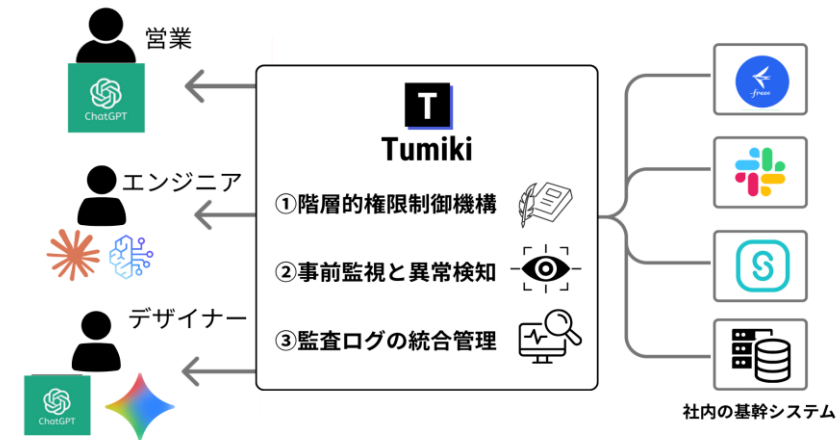 営業
ChatGPT
エンジニア
デザイナー
ChatGPT
T
Tumiki
①階層的権限制御機構
②事前監視と異常検知
③監査ログの統合管理
freee
S
社内の基幹システム